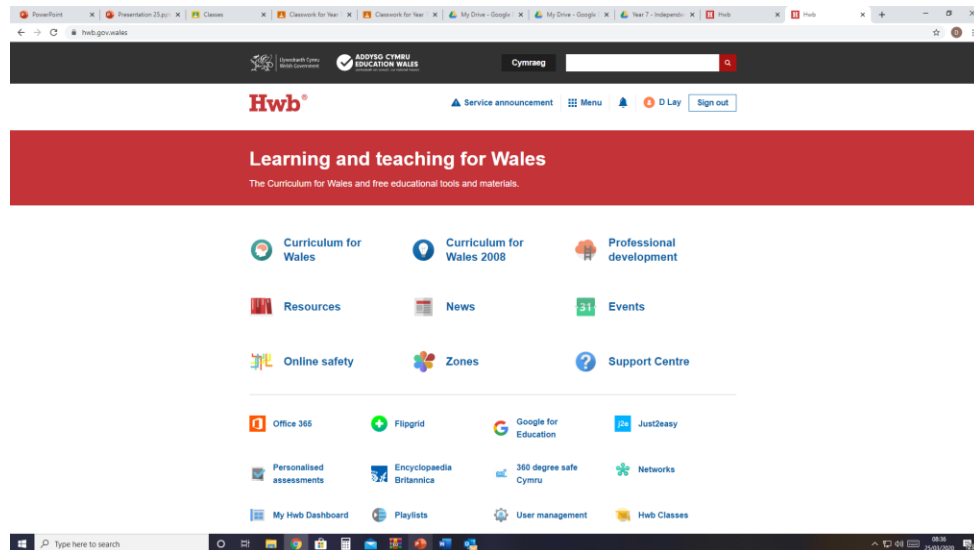 PowerPoint
Presentation 25.pptx
Classes
Classwork for Year
Classwork for Year
My Drive - Google
My Drive - Google
Year 7 - Independe
Hwb
Hwb
hwb.gov.wales
Llywodraeth Cymru
Welsh Government
ADDYSG CYMRU
EDUCATION WALES
Cymraeg
Hwb®
Service announcement
Menu
D Lay
Sign out
Learning and teaching for Wales
The Curriculum for Wales and free educational tools and materials.
Curriculum for
Wales
Curriculum for
Wales 2008
Professional
development
Resources
News
31
Events
Online safety
Zones
Support Centre
Office 365
Flipgrid
Google for
Education
j2e
Just2easy
Personalised
assessments
Encyclopaedia
Britannica
360 degree safe
Cymru
Networks
My Hwb Dashboard
Playlists
User management
Hwb Classes
Type here to search
08:36
25/03/2020